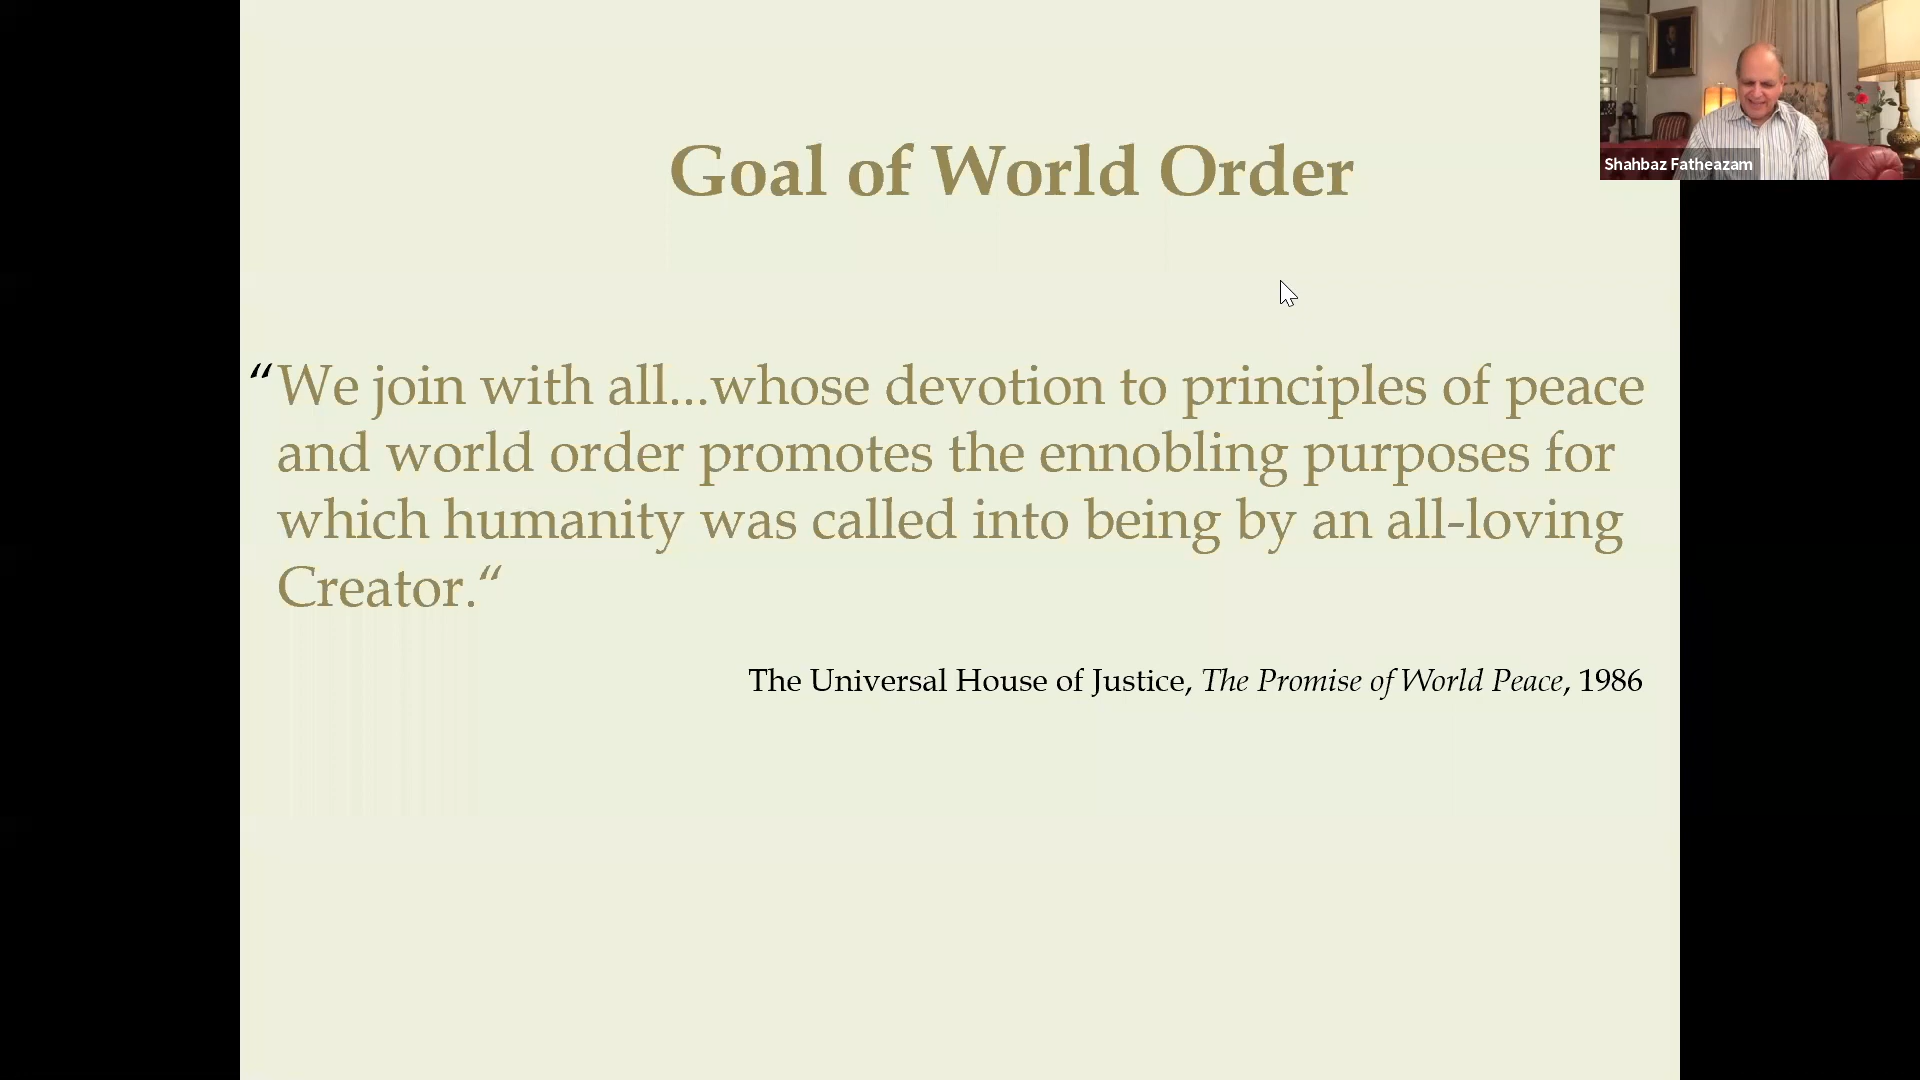 Goal of World Order
Shahbaz Fatheazam
“We join with all...whose devotion to principles of peace
and world order promotes the ennobling purposes for
which humanity was called into being by an all-loving
Creator.“
The Universal House of Justice, The Promise of World Peace, 1986